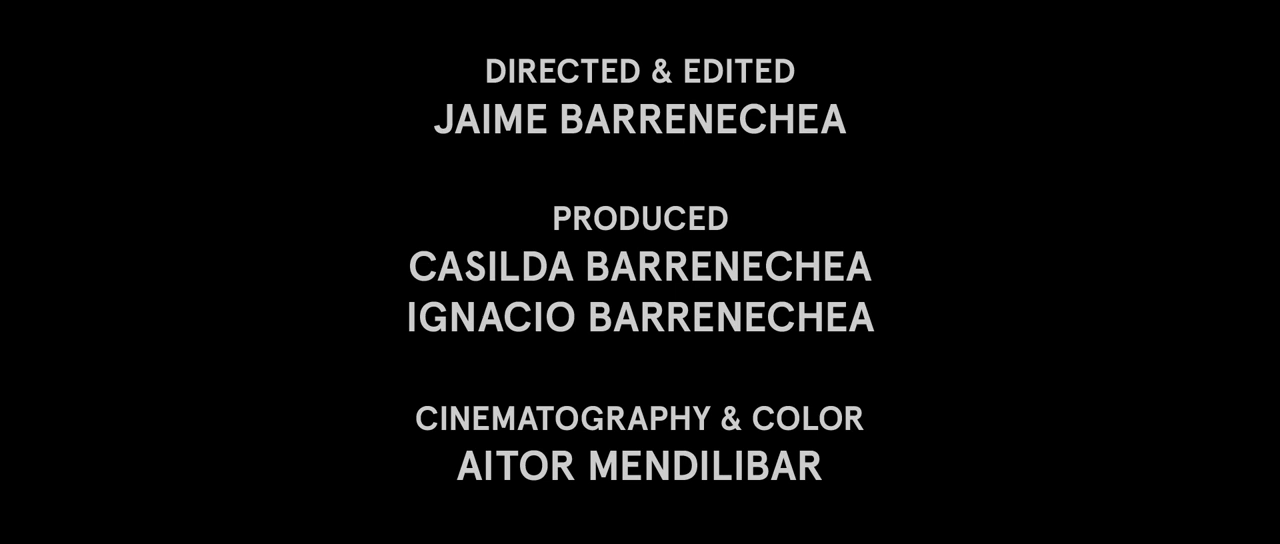 DIRECTED & EDITED
JAIME BARRENECHEA
PRODUCED
CASILDA BARRENECHEA
IGNACIO BARRENECHEA
CINEMATOGRAPHY & COLOR
AITOR MENDILIBAR